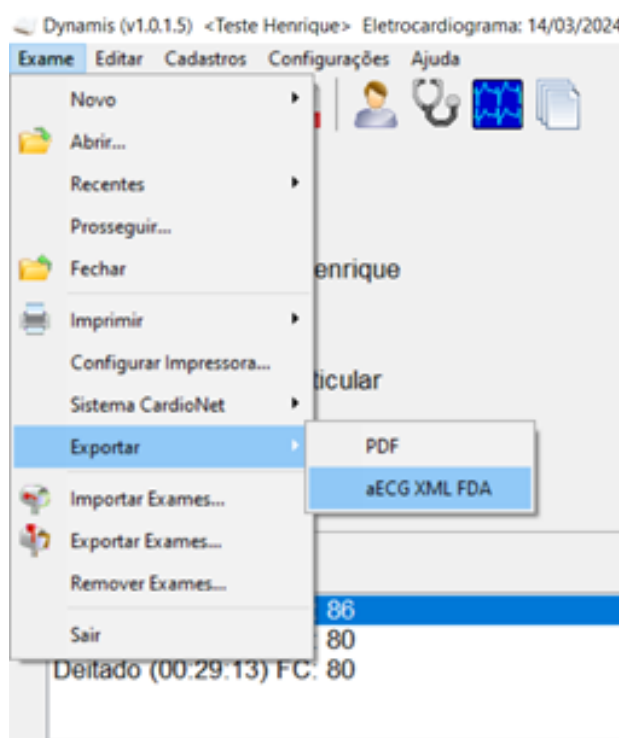 Dynamis (v1.0.1.5) <Teste Henrique> Eletrocardiograma: 14/03/2024
Exame Editar Cadastros Configurações Ajuda
Novo
Abrir...
Recentes
Prosseguir...
Fechar
enrique
Imprimir
Configurar Impressora...
ticular
Sistema CardioNet
Exportar
PDF
aECG XML FDA
Importar Exames...
Exportar Exames...
Remover Exames...
: 86
Sair
: 80
Deitado (00:29:13) FC: 80